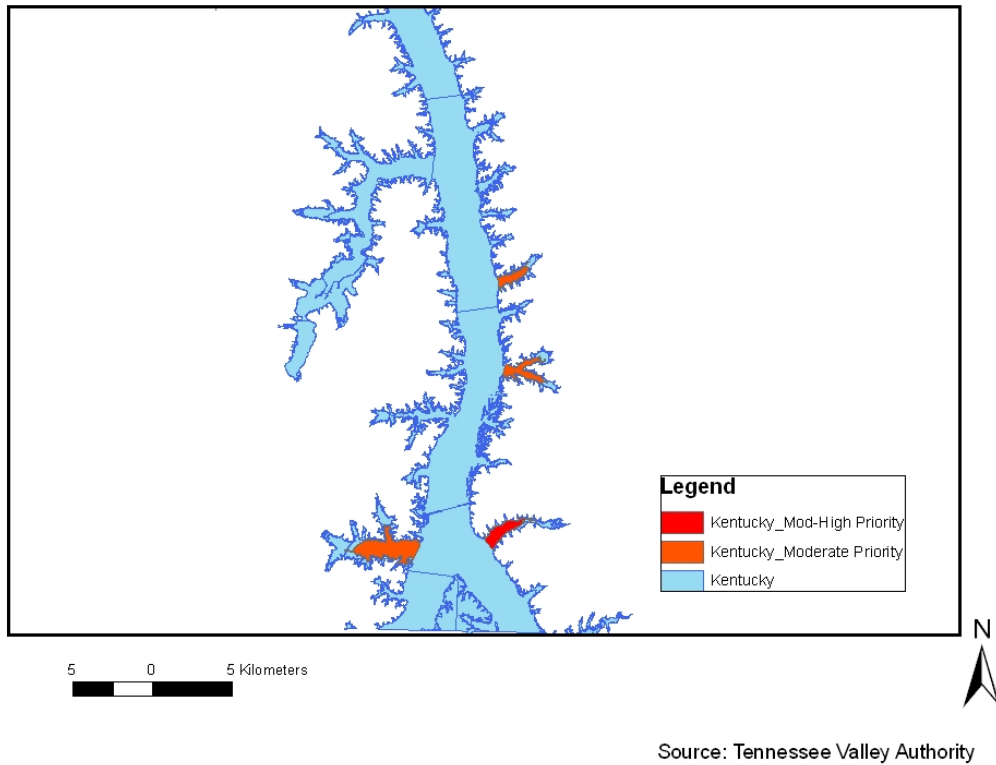 Legend
Kentucky_Mod-High Priority
Kentucky_Moderate Priority
Kentucky
5 0 5 Kilometers
N
Source: Tennessee Valley Authority